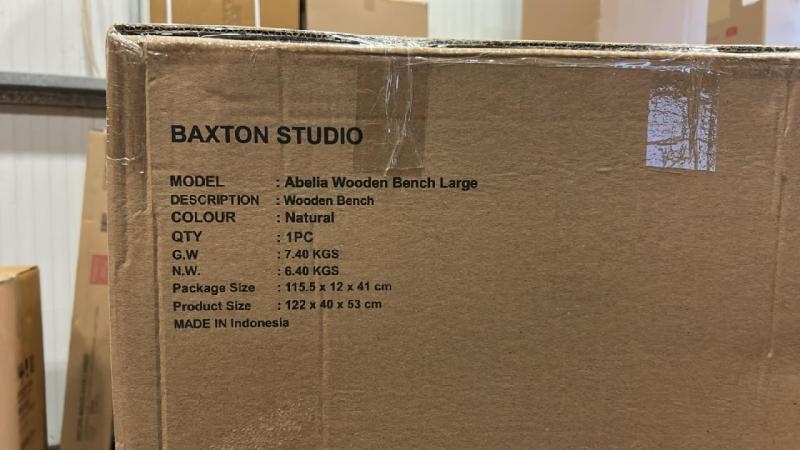 BAXTON STUDIO
MODEL : Abelia Wooden Bench Large
DESCRIPTION : Wooden Bench
COLOUR : Natural
QTY : 1PC
G.W : 7.40 KGS
N.W. : 6.40 KGS
Package Size : 115.5 x 12 x 41 cm
Product Size : 122 x 40 x 53 cm
MADE IN Indonesia